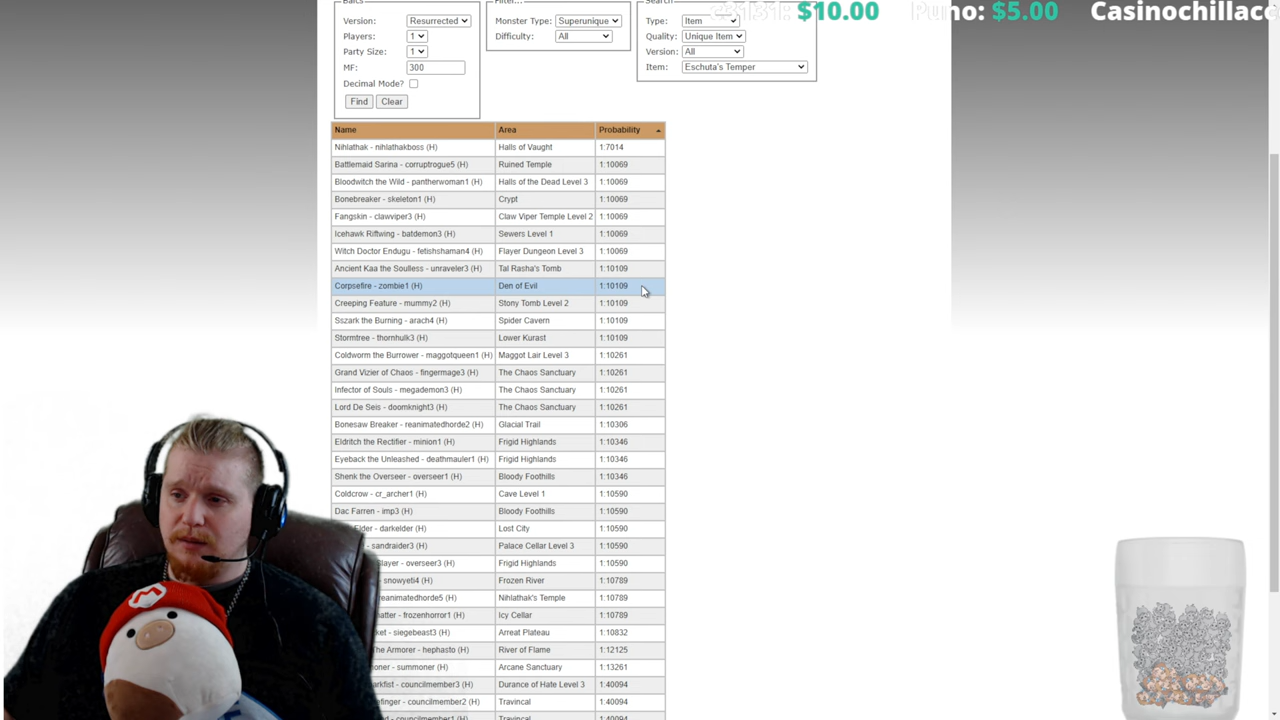 c3131: $10.00 Puno: $5.00 Casinochillacc
Version: Resurrected
Players: 1
Party Size: 1
MF: 300
Decimal Mode?
Find Clear
Filter...
Monster Type: Superunique
Difficulty: All
Search
Type: Item
Quality: Unique Item
Version: All
Item: Eschuta's Temper
Name Area Probability
Nihlathak - nihlathakboss (H) Halls of Vaught 1:7014
Battlemaid Sarina - corruptrogue5 (H) Ruined Temple 1:10069
Bloodwitch the Wild - pantherwoman1 (H) Halls of the Dead Level 3 1:10069
Bonebreaker - skeleton1 (H) Crypt 1:10069
Fangskin - clawviper3 (H) Claw Viper Temple Level 2 1:10069
Icehawk Riftwing - batdemon3 (H) Sewers Level 1 1:10069
Witch Doctor Endugu - fetishshaman4 (H) Flayer Dungeon Level 3 1:10069
Ancient Kaa the Soulless - unraveler3 (H) Tal Rasha's Tomb 1:10109
Corpsefire - zombie1 (H) Den of Evil 1:10109
Creeping Feature - mummy2 (H) Stony Tomb Level 2 1:10109
Sszark the Burning - arach4 (H) Spider Cavern 1:10109
Stormtree - thornhulk3 (H) Lower Kurast 1:10109
Coldworm the Burrower - maggotqueen1 (H) Maggot Lair Level 3 1:10261
Grand Vizier of Chaos - fingermage3 (H) The Chaos Sanctuary 1:10261
Infector of Souls - megademon3 (H) The Chaos Sanctuary 1:10261
Lord De Seis - doomknight3 (H) The Chaos Sanctuary 1:10261
Bonesaw Breaker - reanimatedhorde2 (H) Glacial Trail 1:10306
Eldritch the Rectifier - minion1 (H) Frigid Highlands 1:10346
Eyeback the Unleashed - deathmauler1 (H) Frigid Highlands 1:10346
Shenk the Overseer - overseer1 (H) Bloody Foothills 1:10346
Coldcrow - cr_archer1 (H) Cave Level 1 1:10590
Dac Farren - imp3 (H) Bloody Foothills 1:10590
Elder - darkelder (H) Lost City 1:10590
- sandraider3 (H) Palace Cellar Level 3 1:10590
layer - overseer3 (H) Frigid Highlands 1:10590
- snowyeti4 (H) Frozen River 1:10789
reanimatedhorde5 (H) Nihlathak's Temple 1:10789
atter - frozenhorror1 (H) Icy Cellar 1:10789
ket - siegebeast3 (H) Arreat Plateau 1:10832
The Armorer - hephasto (H) River of Flame 1:12125
oner - summoner (H) Arcane Sanctuary 1:13261
arkfist - councilmember3 (H) Durance of Hate Level 3 1:40094
efinger - councilmember2 (H) Travincal 1:40094
d - councilmember1 (H) Travincal 1:40094